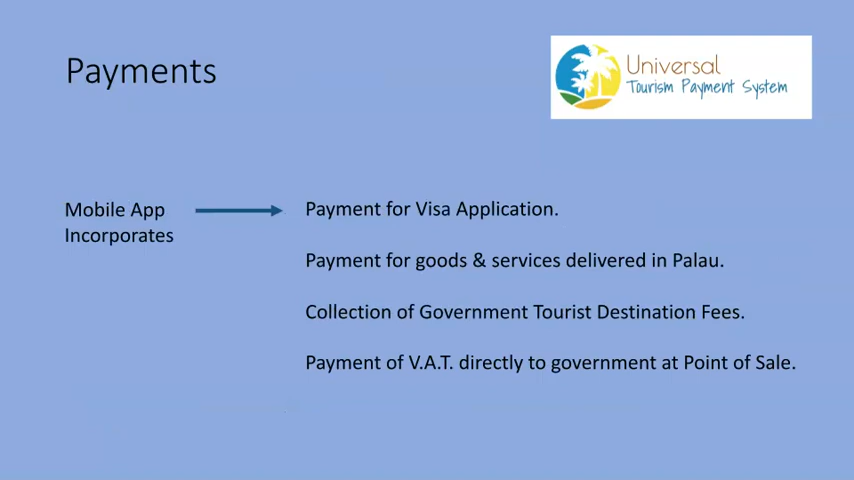 Payments
Universal
Tourism Payment System
Mobile App
Incorporates
Payment for Visa Application.
Payment for goods & services delivered in Palau.
Collection of Government Tourist Destination Fees.
Payment of V.A.T. directly to government at Point of Sale.